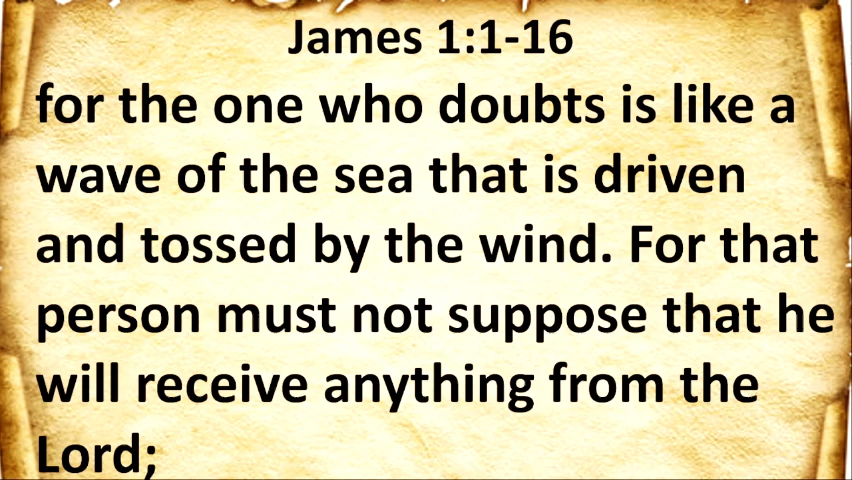 James 1:1-16
for the one who doubts is like a
wave of the sea that is driven
and tossed by the wind. For that
person must not suppose that he
will receive anything from the
Lord;